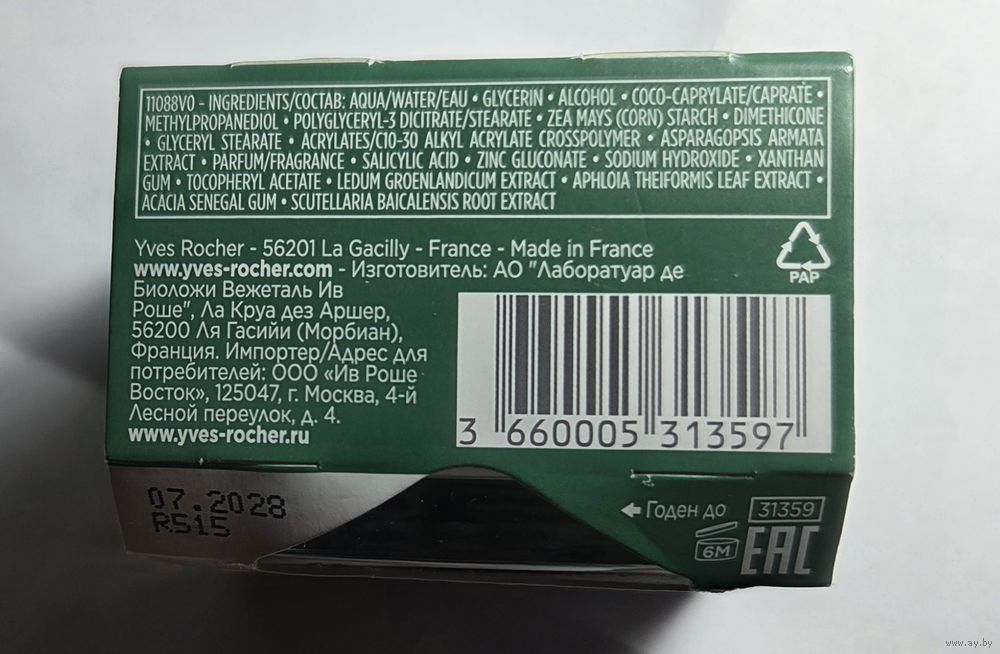 11088V0 - INGREDIENTS/СОСТАВ: AQUA/WATER/EAU • GLYCERIN • ALCOHOL • COCO-CAPRYLATE/CAPRATE •
METHYLPROPANEDIOL • POLYGLYCERYL-3 DICITRATE/STEARATE • ZEA MAYS (CORN) STARCH • DIMETHICONE
• GLYCERYL STEARATE • ACRYLATES/C10-30 ALKYL ACRYLATE CROSSPOLYMER • ASPARAGOPSIS ARMATA
EXTRACT • PARFUM/FRAGRANCE • SALICYLIC ACID • ZINC GLUCONATE • SODIUM HYDROXIDE • XANTHAN
GUM • TOCOPHERYL ACETATE • LEDUM GROENLANDICUM EXTRACT • APHLOIA THEIFORMIS LEAF EXTRACT •
ACACIA SENEGAL GUM • SCUTELLARIA BAICALENSIS ROOT EXTRACT
Yves Rocher - 56201 La Gacilly - France - Made in France
www.yves-rocher.com - Изготовитель: АО "Лаборатуар де
Биоложи Вежеталь Ив
Роше", Ла Круа дез Аршер,
56200 Ля Гасийи (Морбиан),
Франция. Импортер/Адрес для
потребителей: ООО «Ив Роше
Восток», 125047, г. Москва, 4-й
Лесной переулок, д. 4.
www.yves-rocher.ru
PAP
3 660005 313597
07.2028
R515
Годен до
31359
6M
EAC
www.ay.by